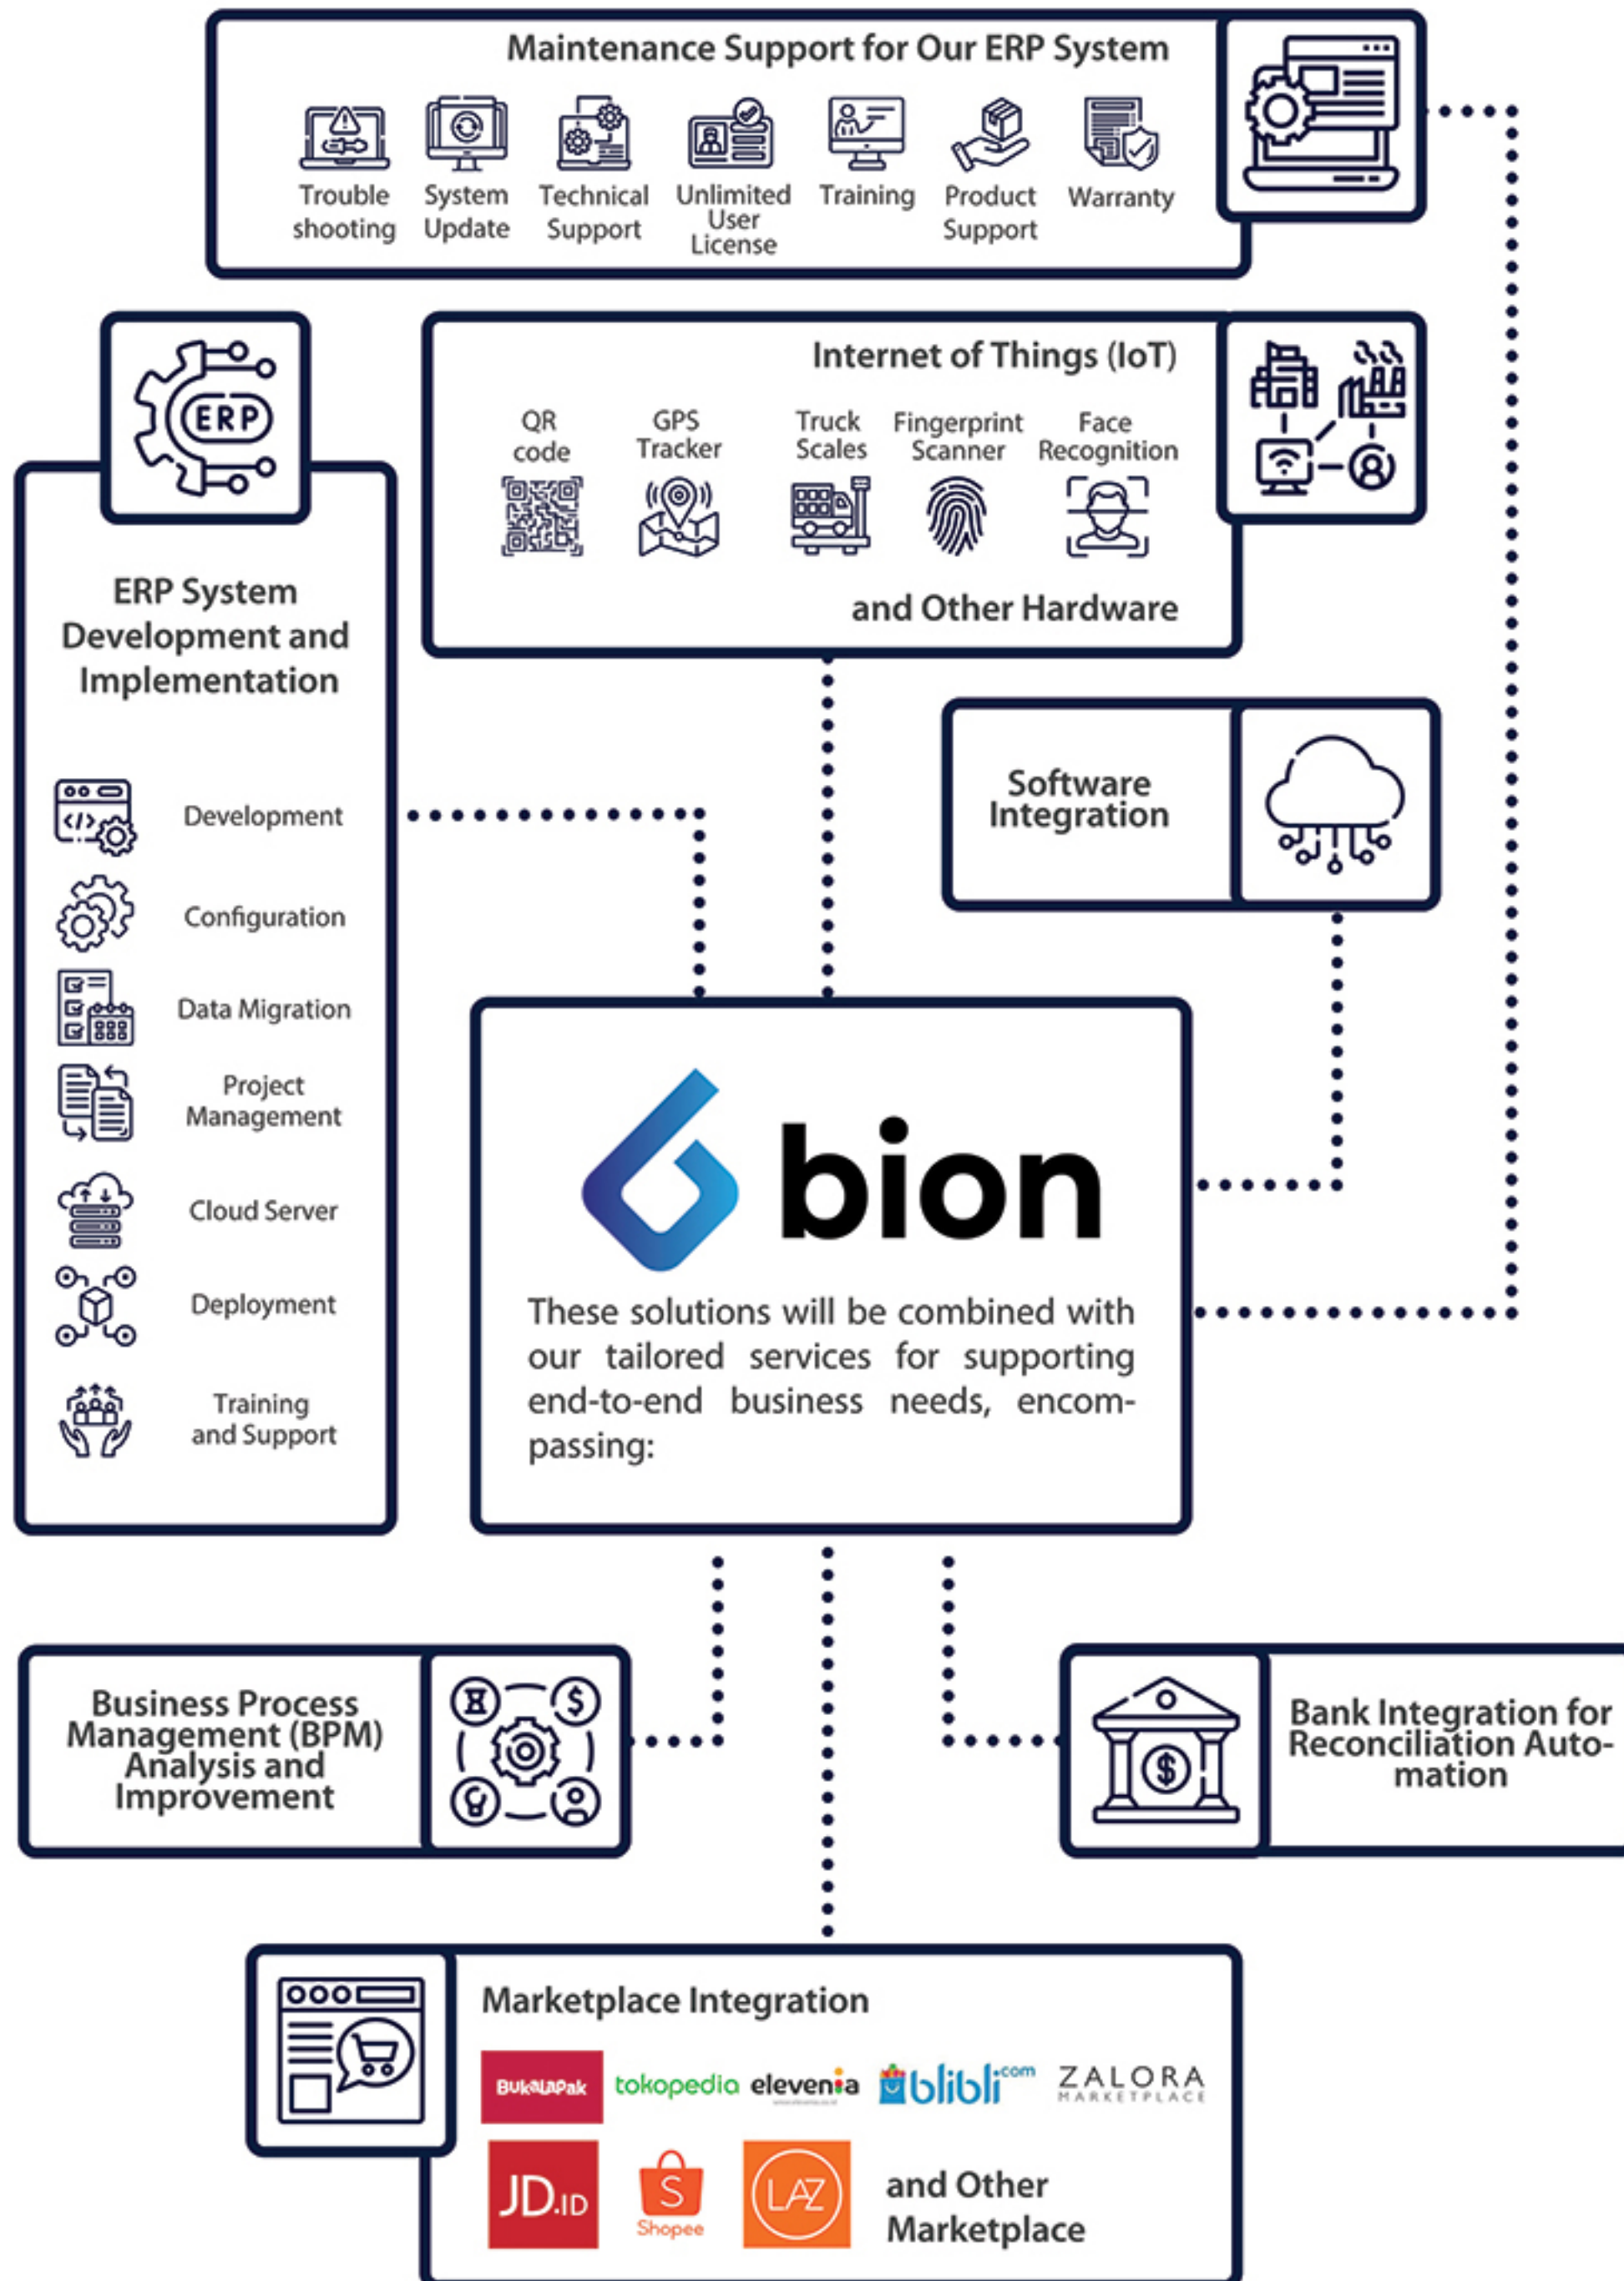 Maintenance Support for Our ERP System
Trouble
shooting
System
Update
Technical
Support
Unlimited
User
License
Training
Product
Support
Warranty
ERP
ERP System
Development and
Implementation
Development
Configuration
Data Migration
Project
Management
Cloud Server
Deployment
Training
and Support
Internet of Things (IoT)
QR
code
GPS
Tracker
Truck
Scales
Fingerprint
Scanner
Face
Recognition
and Other Hardware
Software
Integration
bion
These solutions will be combined with
our tailored services for supporting
end-to-end business needs, encom-
passing:
Business Process
Management (BPM)
Analysis and
Improvement
Bank Integration for
Reconciliation Auto-
mation
Marketplace Integration
BukaLaPak
tokopedia
elevenia
blibli.com
ZALORA
MARKETPLACE
JD.ID
S
Shopee
LAZ
and Other
Marketplace